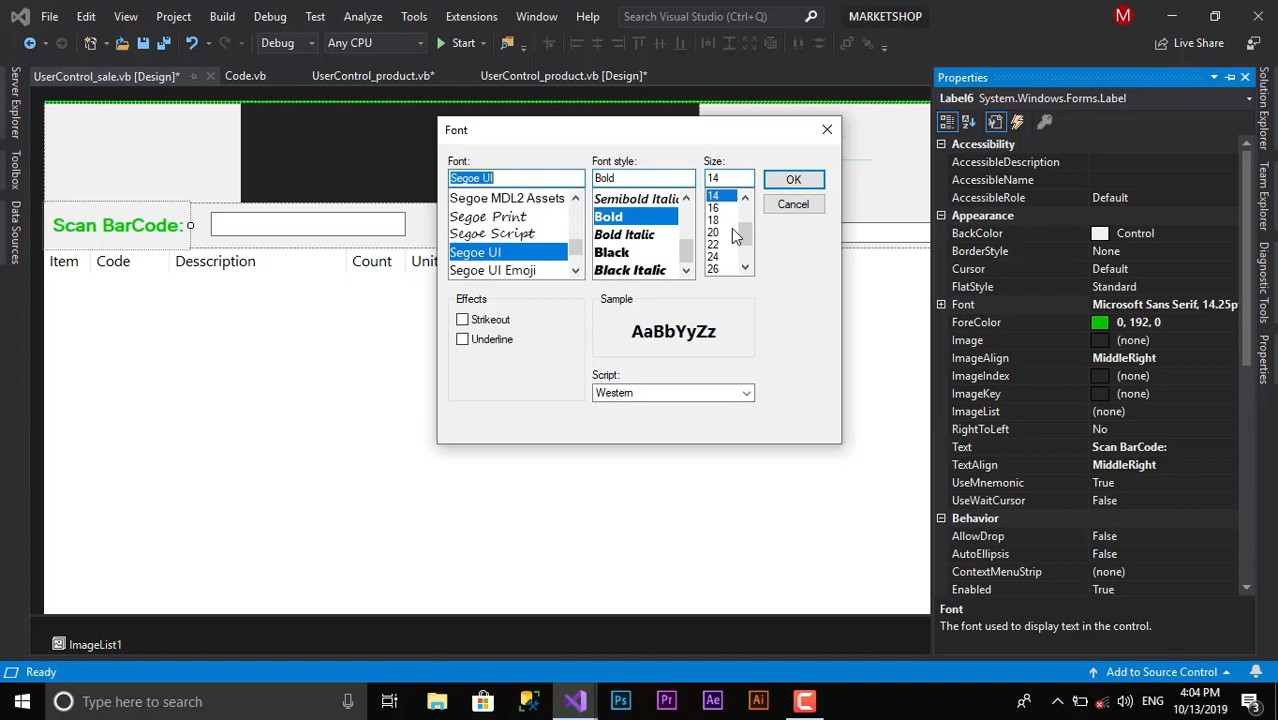 File Edit View Project Build Debug Test Analyze Tools Extensions Window Help Search Visual Studio (Ctrl+Q) MARKETSHOP M
Debug Any CPU Start Live Share
UserControl_sale.vb [Design]* Code.vb UserControl_product.vb* UserControl_product.vb [Design]*
Server Explorer
Toolbox
Data Sources
Scan BarCode:
Item Code Desscription Count Unit
ImageList1
Font
Font: Font style: Size:
Segoe UI Bold 14 OK
Segoe MDL2 Assets Semibold Italic 14
Segoe Print Bold 16 Cancel
Segoe Script Bold Italic 18
Segoe UI Black 20
Segoe UI Emoji Black Italic 22
24
26
Effects Sample
Strikeout
Underline
AaBbYyZz
Script:
Western
Properties
Label6 System.Windows.Forms.Label
Accessibility
AccessibleDescription
AccessibleName
AccessibleRole Default
Appearance
BackColor Control
BorderStyle None
Cursor Default
FlatStyle Standard
Font Microsoft Sans Serif, 14.25pt
ForeColor 0, 192, 0
Image (none)
ImageAlign MiddleRight
ImageIndex (none)
ImageKey (none)
ImageList (none)
RightToLeft No
Text Scan BarCode:
TextAlign MiddleRight
UseMnemonic True
UseWaitCursor False
Behavior
AllowDrop False
AutoEllipsis False
ContextMenuStrip (none)
Enabled True
Font
The font used to display text in the control.
Solution Explorer
Team Explorer
Diagnostic Tools
Properties
Ready Add to Source Control
Type here to search Ps Pr Ae Ai ENG 4:04 PM
10/13/2019 3